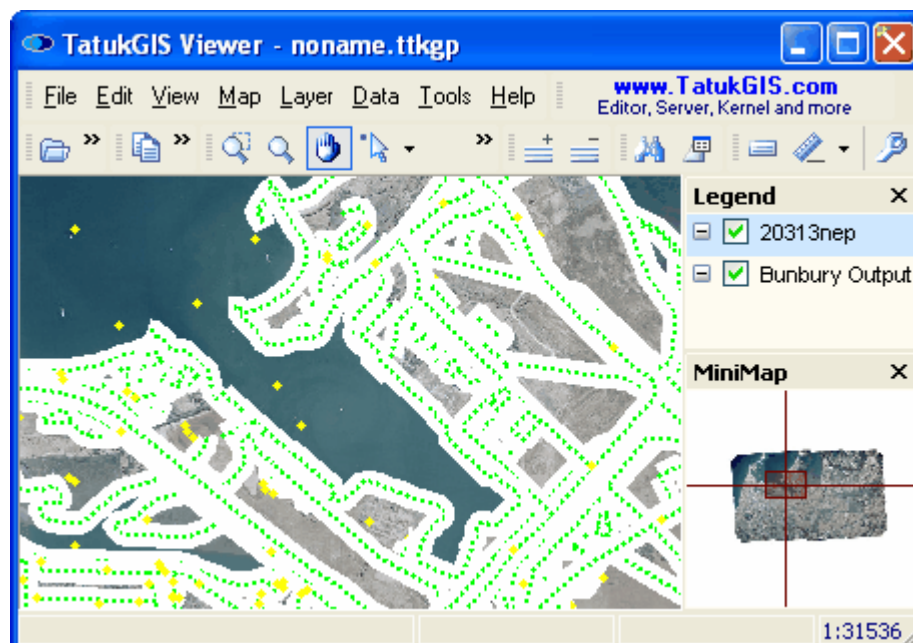 TatukGIS Viewer - noname.ttkgp
File Edit View Map Layer Data Tools Help
www.TatukGIS.com
Editor, Server, Kernel and more
Legend
20313nep
Bunbury Output
MiniMap
1:31536